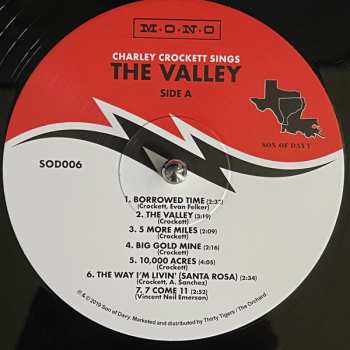 M·O·N·O
CHARLEY CROCKETT SINGS
THE VALLEY
SIDE A
SON OF DAVY
SOD006
1. BORROWED TIME
(Crockett, Evan Felker)
2. THE VALLEY (3:19)
(Crockett)
3. 5 MORE MILES (2:09)
(Crockett)
4. BIG GOLD MINE (2:16)
(Crockett)
5. 10,000 ACRES (4:05)
(Crockett)
6. THE WAY I'M LIVIN' (SANTA ROSA) (2:34)
(Crockett, A. Sanchez)
7. 7 COME 11 (2:52)
(Vincent Neil Emerson)
℗ & © 2019 Son of Davy. Marketed and distributed by Thirty Tigers / The Orchard.